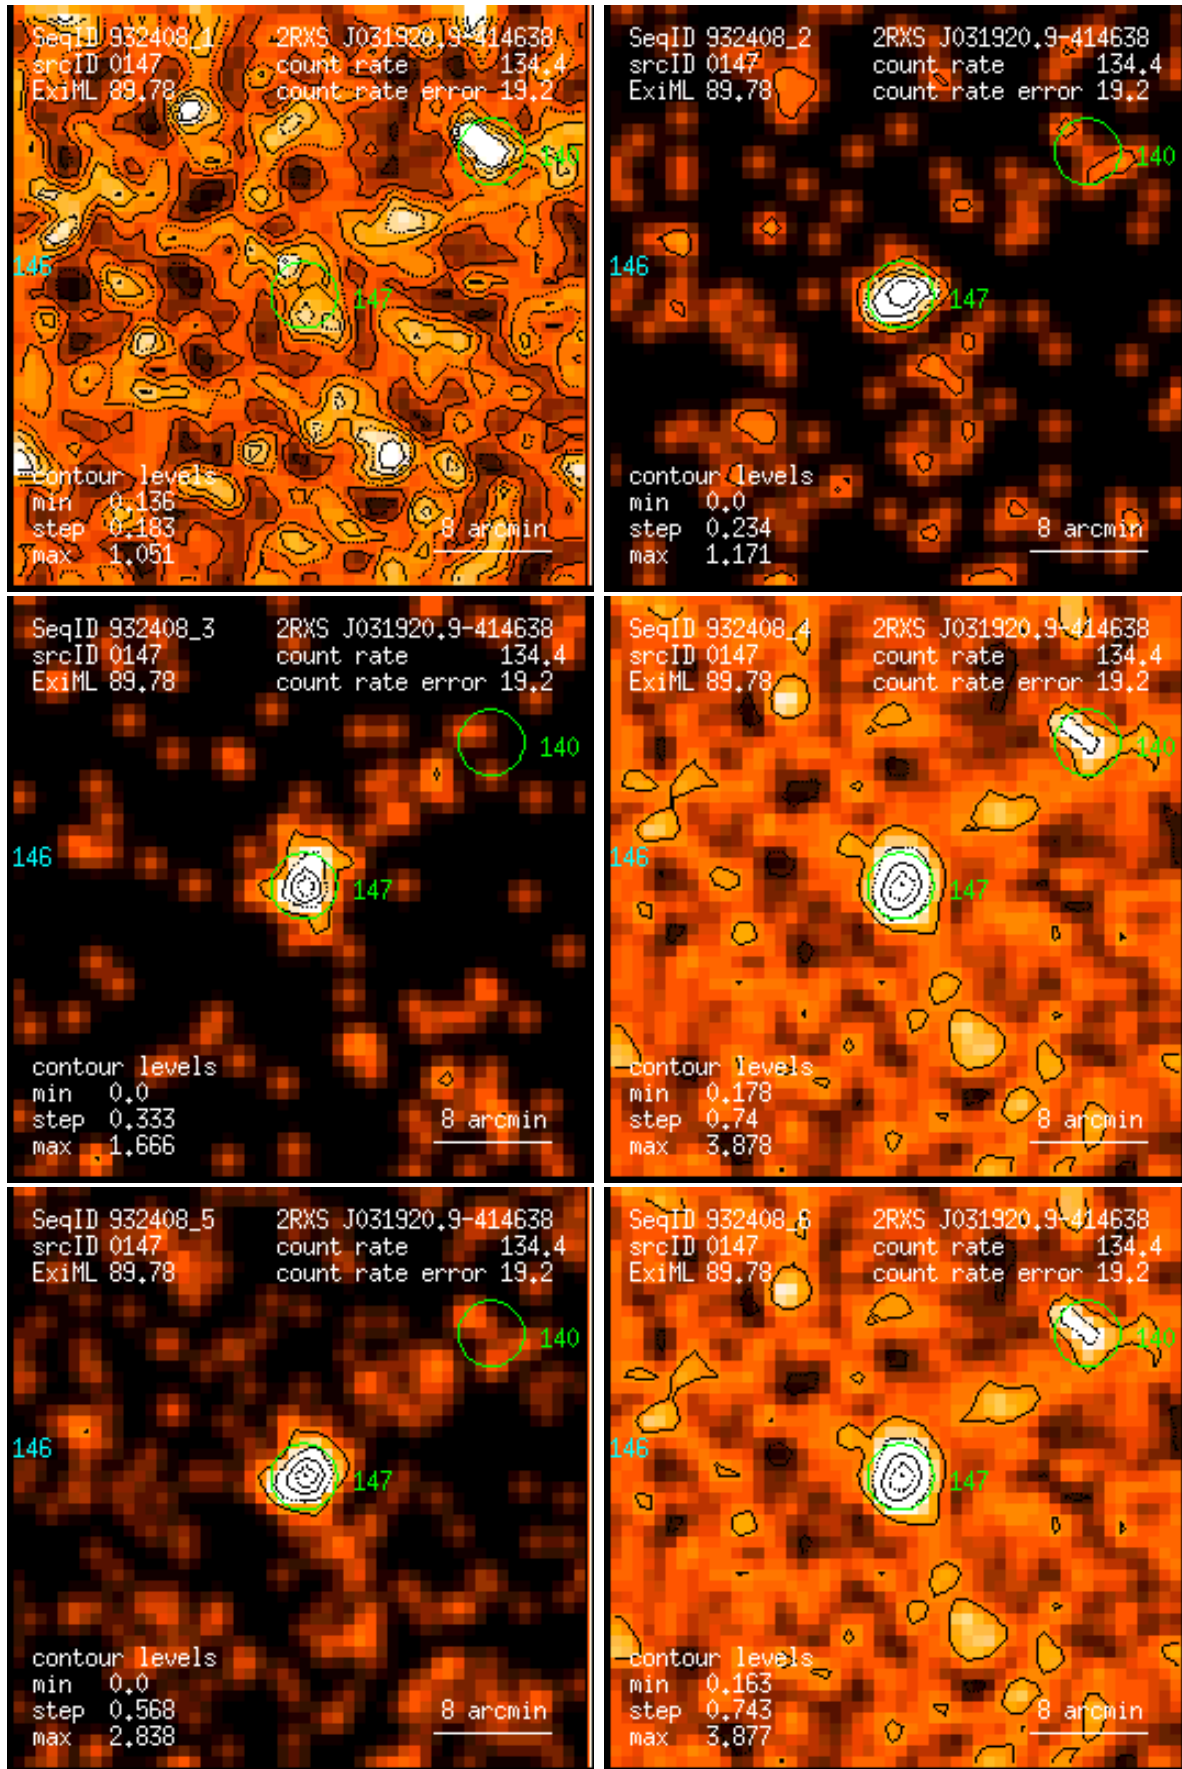 SeqID 932408_1 2RXS J031920.9-414638
srcID 0147 count rate 134.4
ExiML 89.78 count rate error 19.2
140
146
147
contour levels
min 0.136
step 0.183 8 arcmin
max 1.051
SeqID 932408_2 2RXS J031920.9-414638
srcID 0147 count rate 134.4
ExiML 89.78 count rate error 19.2
140
146
147
contour levels
min 0.0
step 0.234 8 arcmin
max 1.171
SeqID 932408_3 2RXS J031920.9-414638
srcID 0147 count rate 134.4
ExiML 89.78 count rate error 19.2
140
146
147
contour levels
min 0.0
step 0.333 8 arcmin
max 1.666
SeqID 932408_4 2RXS J031920.9-414638
srcID 0147 count rate 134.4
ExiML 89.78 count rate error 19.2
140
146
147
contour levels
min 0.178
step 0.74 8 arcmin
max 3.878
SeqID 932408_5 2RXS J031920.9-414638
srcID 0147 count rate 134.4
ExiML 89.78 count rate error 19.2
140
146
147
contour levels
min 0.0
step 0.568 8 arcmin
max 2.838
SeqID 932408_6 2RXS J031920.9-414638
srcID 0147 count rate 134.4
ExiML 89.78 count rate error 19.2
140
146
147
contour levels
min 0.163
step 0.743 8 arcmin
max 3.877